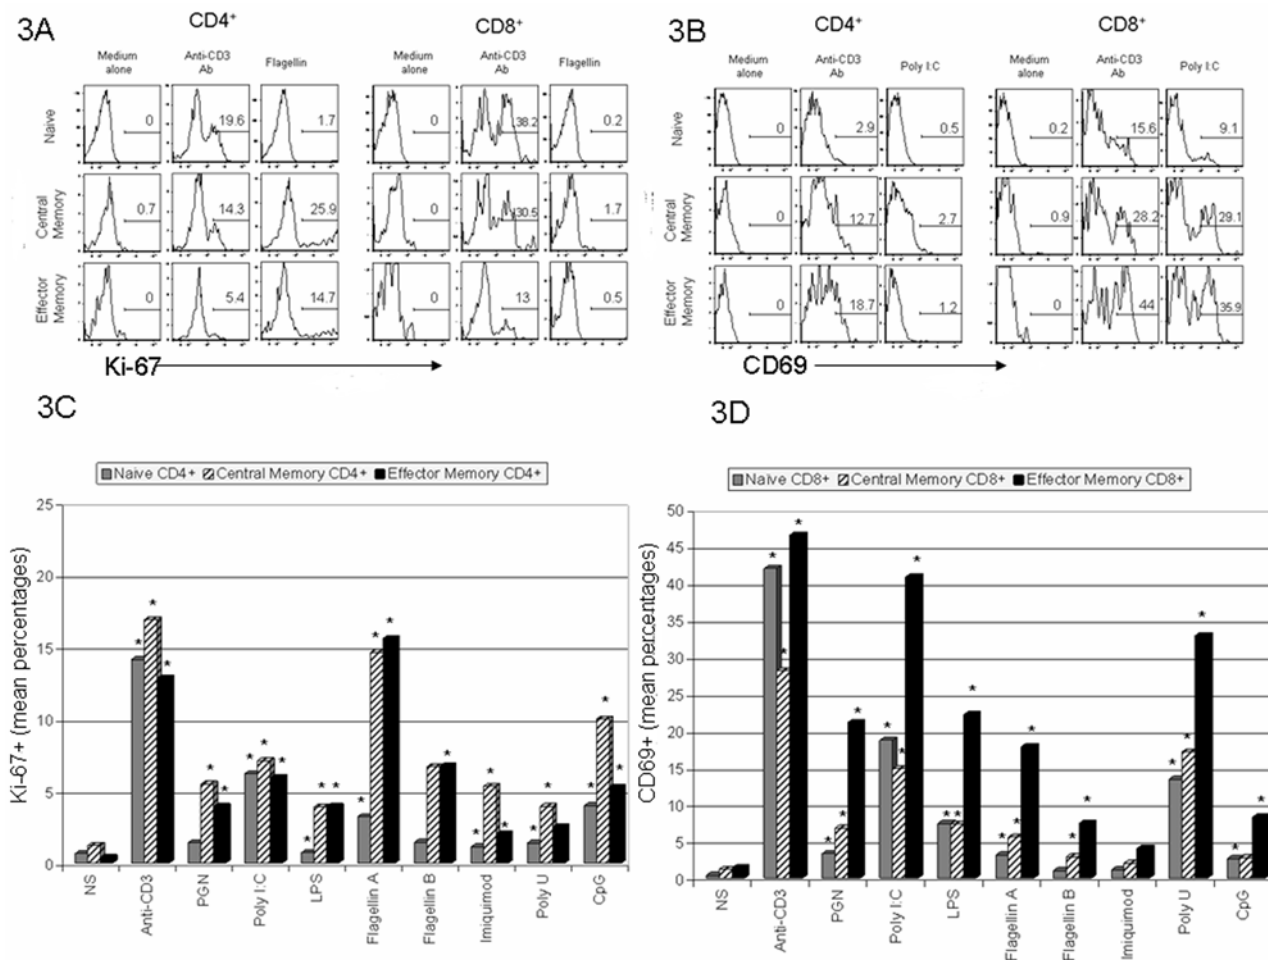 3A
CD4+
CD8+
Medium alone
Anti-CD3 Ab
Flagellin
Medium alone
Anti-CD3 Ab
Flagellin
Naive
0
19.6
1.7
0
38.2
0.2
Central Memory
0.7
14.3
25.9
0
30.5
1.7
Effector Memory
0
5.4
14.7
0
13
0.5
Ki-67
3B
CD4+
CD8+
Medium alone
Anti-CD3 Ab
Poly I:C
Medium alone
Anti-CD3 Ab
Poly I:C
Naive
0
2.9
0.5
0.2
15.6
9.1
Central Memory
0
12.7
2.7
0.9
28.2
29.1
Effector Memory
0
18.7
1.2
0
44
35.9
CD69
3C
Naive CD4+ Central Memory CD4+ Effector Memory CD4+
Ki-67+ (mean percentages)
25
20
15
10
5
0
* * * * * * * * * * * * * * * * * * * * * * *
NS
Anti-CD3
PGN
Poly I:C
LPS
Flagellin A
Flagellin B
Imiquimod
Poly U
CpG
3D
Naïve CD8+ Central Memory CD8+ Effector Memory CD8+
CD69+ (mean percentages)
50
45
40
35
30
25
20
15
10
5
0
* * * * * * * * * * * * * * * * * * * * * * *
NS
Anti-CD3
PGN
Poly I:C
LPS
Flagellin A
Flagellin B
Imiquimod
Poly U
CpG